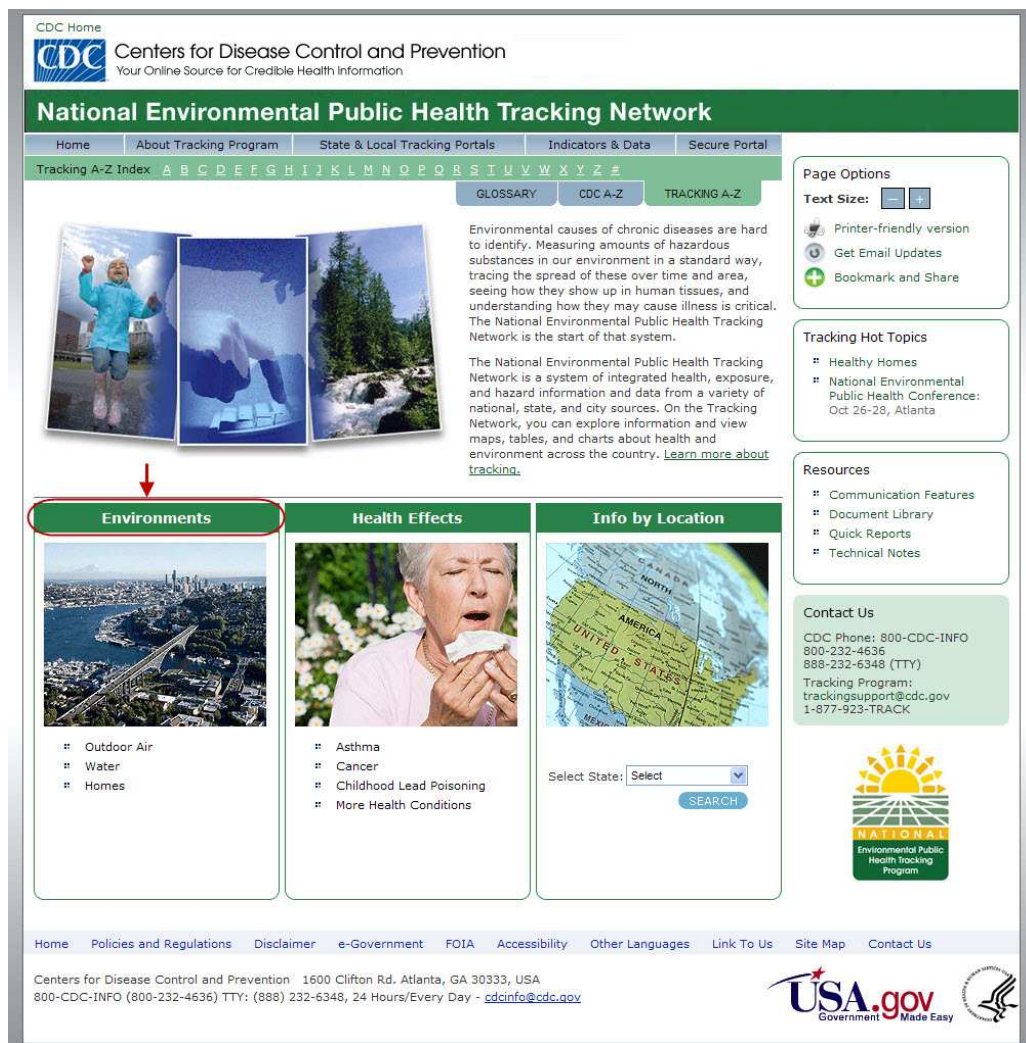 CDC Home
CDC
Centers for Disease Control and Prevention
Your Online Source for Credible Health Information
National Environmental Public Health Tracking Network
Home About Tracking Program State & Local Tracking Portals Indicators & Data Secure Portal
Tracking A-Z Index A B C D E F G H I J K L M N O P Q R S T U V W X Y Z #
GLOSSARY CDC A-Z TRACKING A-Z
Environmental causes of chronic diseases are hard
to identify. Measuring amounts of hazardous
substances in our environment in a standard way,
tracing the spread of these over time and area,
seeing how they show up in human tissues, and
understanding how they may cause illness is critical.
The National Environmental Public Health Tracking
Network is the start of that system.
The National Environmental Public Health Tracking
Network is a system of integrated health, exposure,
and hazard information and data from a variety of
national, state, and city sources. On the Tracking
Network, you can explore information and view
maps, tables, and charts about health and
environment across the country. Learn more about
tracking.
Page Options
Text Size: - +
Printer-friendly version
Get Email Updates
Bookmark and Share
Tracking Hot Topics
Healthy Homes
National Environmental
Public Health Conference:
Oct 26-28, Atlanta
Resources
Communication Features
Document Library
Quick Reports
Technical Notes
Contact Us
CDC Phone: 800-CDC-INFO
800-232-4636
888-232-6348 (TTY)
Tracking Program:
trackingsupport@cdc.gov
1-877-923-TRACK
NATIONAL
Environmental Public
Health Tracking
Program
Environments
Outdoor Air
Water
Homes
Health Effects
Asthma
Cancer
Childhood Lead Poisoning
More Health Conditions
Info by Location
CANADA
NORTH
AMERICA
UNITED STATES
Select State: Select
SEARCH
Home Policies and Regulations Disclaimer e-Government FOIA Accessibility Other Languages Link To Us Site Map Contact Us
Centers for Disease Control and Prevention 1600 Clifton Rd. Atlanta, GA 30333, USA
800-CDC-INFO (800-232-4636) TTY: (888) 232-6348, 24 Hours/Every Day - cdcinfo@cdc.gov
USA.gov
Government Made Easy